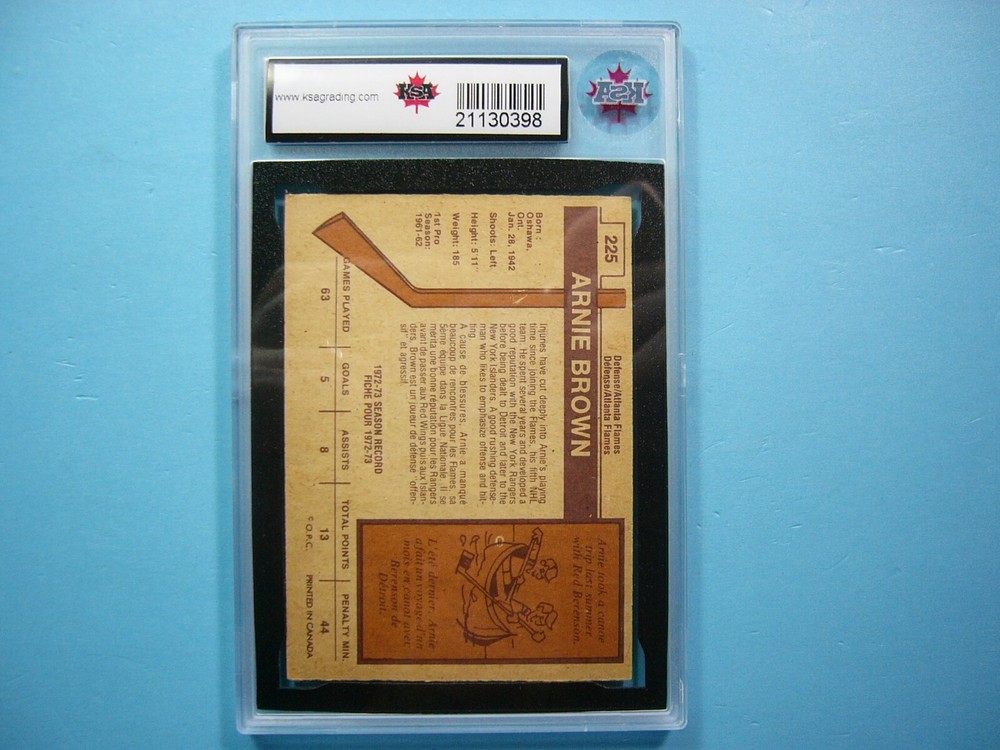 www.ksagrading.com
KSA
21130398
KSA
225
ARNIE BROWN
Defense/Atlanta Flames
Défense/Atlanta Flames
Born :
Oshawa,
Ont.
Jan. 28, 1942
Shoots: Left
Height: 5'11"
Weight: 185
1st Pro
Season:
1961-62
Injuries have cut deeply into Arnie's playing
time since joining the Flames, his fifth NHL
team. He spent several years and developed a
good reputation with the New York Rangers
before being dealt to Detroit and later to the
New York Islanders. A good rushing defense-
man who likes to emphasize offense and hit-
ting.
A cause de blessures, Arnie a manqué
beaucoup de rencontres pour les Flames, sa
5ème équipe dans la Ligue Nationale. Il se
mérita une bonne réputation pour les Rangers
avant de passer aux Red Wings puis aux Islan-
ders. Brown est un joueur de défense "offen-
sif" et agressif.
Arnie took a canoe
trip last summer
with Red Berenson.
L'été dernier, Arnie
a fait un voyage d'un
mois en canot avec
Berenson de
Détroit.
1972-73 SEASON RECORD
FICHE POUR 1972-73
GAMES PLAYED GOALS ASSISTS TOTAL POINTS PENALTY MIN.
63 5 8 13 44
© O.P.C. PRINTED IN CANADA